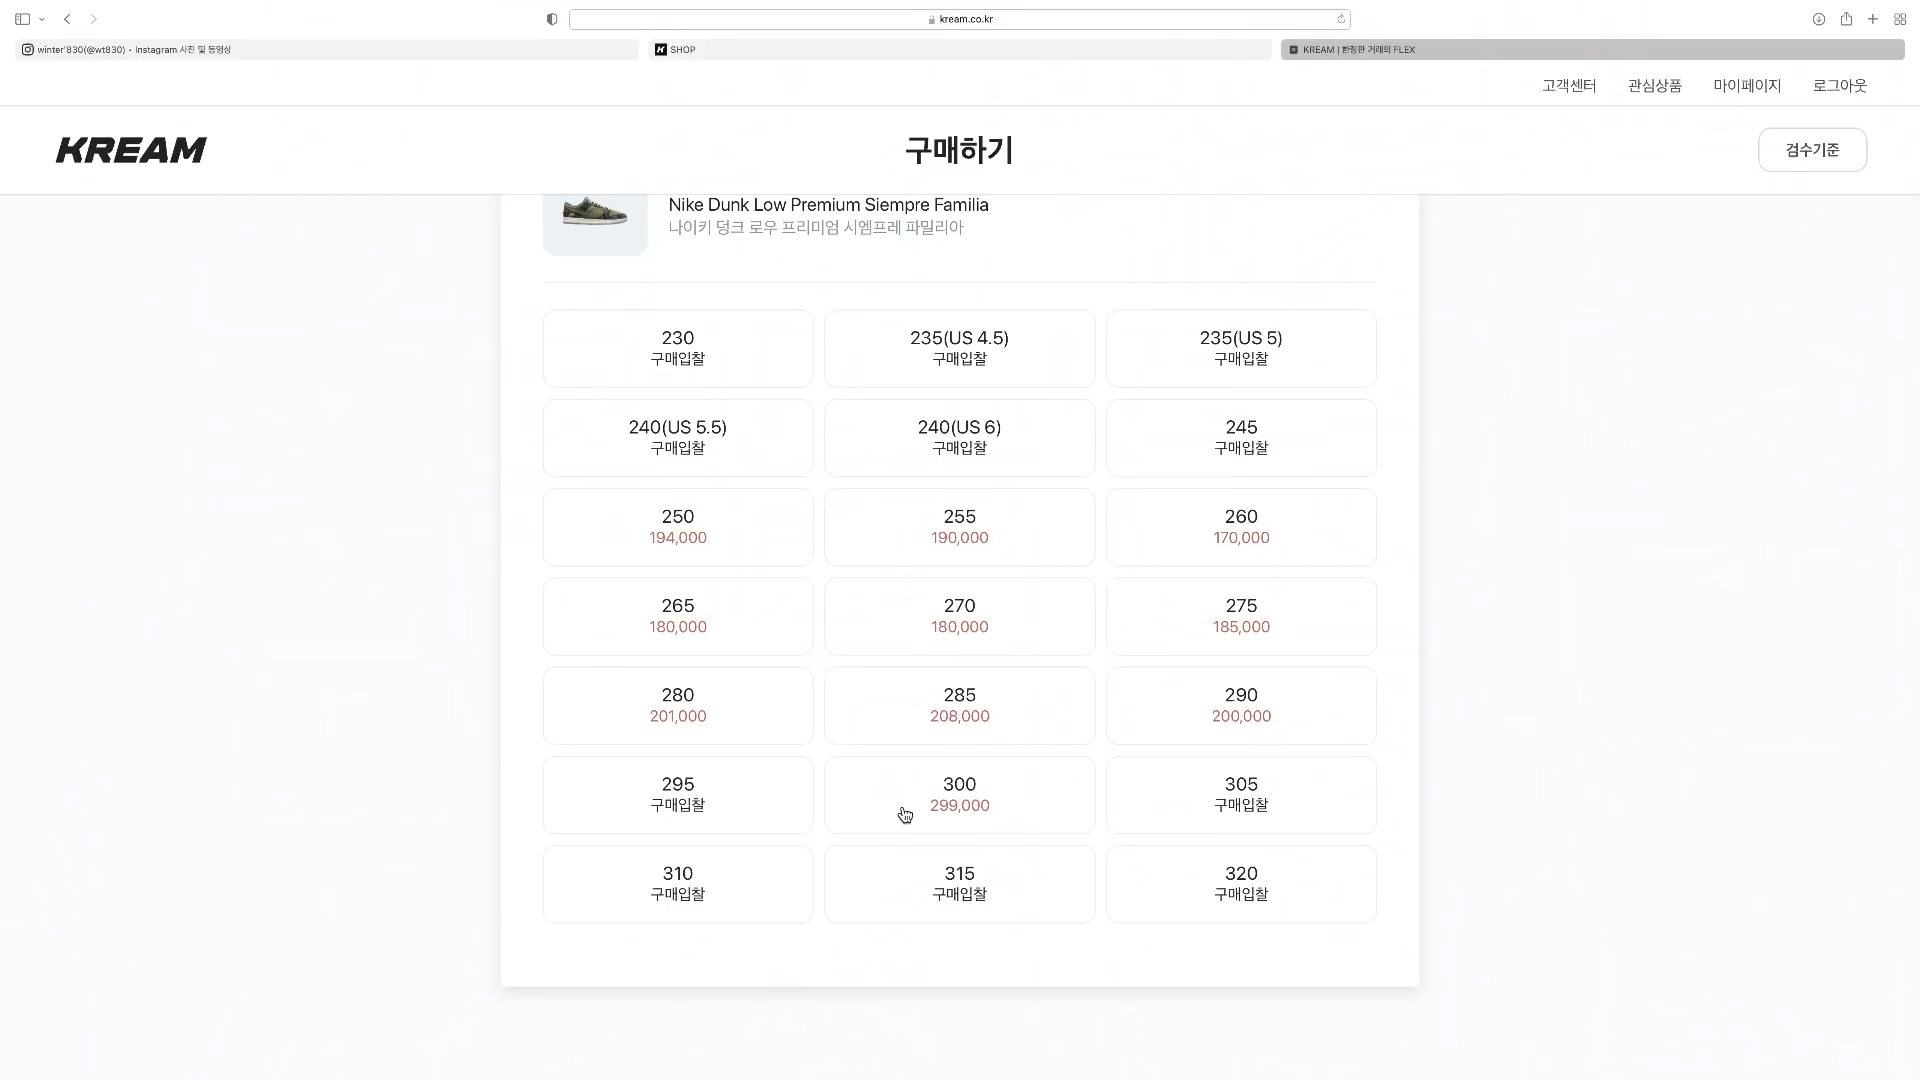 kream.co.kr
winter'830(@wt830) • Instagram 사진 및 동영상
SHOP
KREAM | 한정판 거래의 FLEX
고객센터 관심상품 마이페이지 로그아웃
KREAM
구매하기
검수기준
Nike Dunk Low Premium Siempre Familia
나이키 덩크 로우 프리미엄 시엠프레 파밀리아
230 235(US 4.5) 235(US 5)
구매입찰 구매입찰 구매입찰
240(US 5.5) 240(US 6) 245
구매입찰 구매입찰 구매입찰
250 255 260
194,000 190,000 170,000
265 270 275
180,000 180,000 185,000
280 285 290
201,000 208,000 200,000
295 300 305
구매입찰 299,000 구매입찰
310 315 320
구매입찰 구매입찰 구매입찰